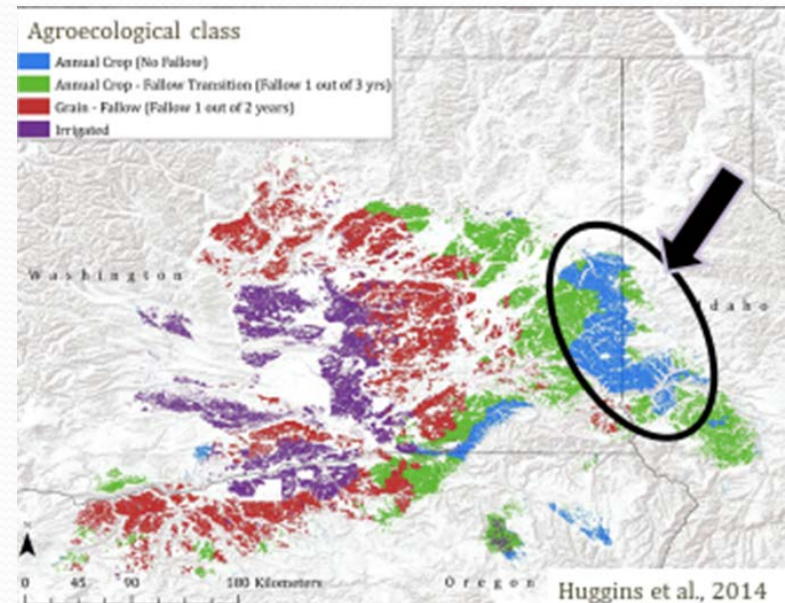 Agroecological class
Annual Crop (No Fallow)
Annual Crop - Fallow Transition (Fallow 1 out of 3 yrs)
Grain - Fallow (Fallow 1 out of 2 years)
Irrigated
Washington
Idaho
N
0 45 90 180 Kilometers
Oregon
Huggins et al., 2014